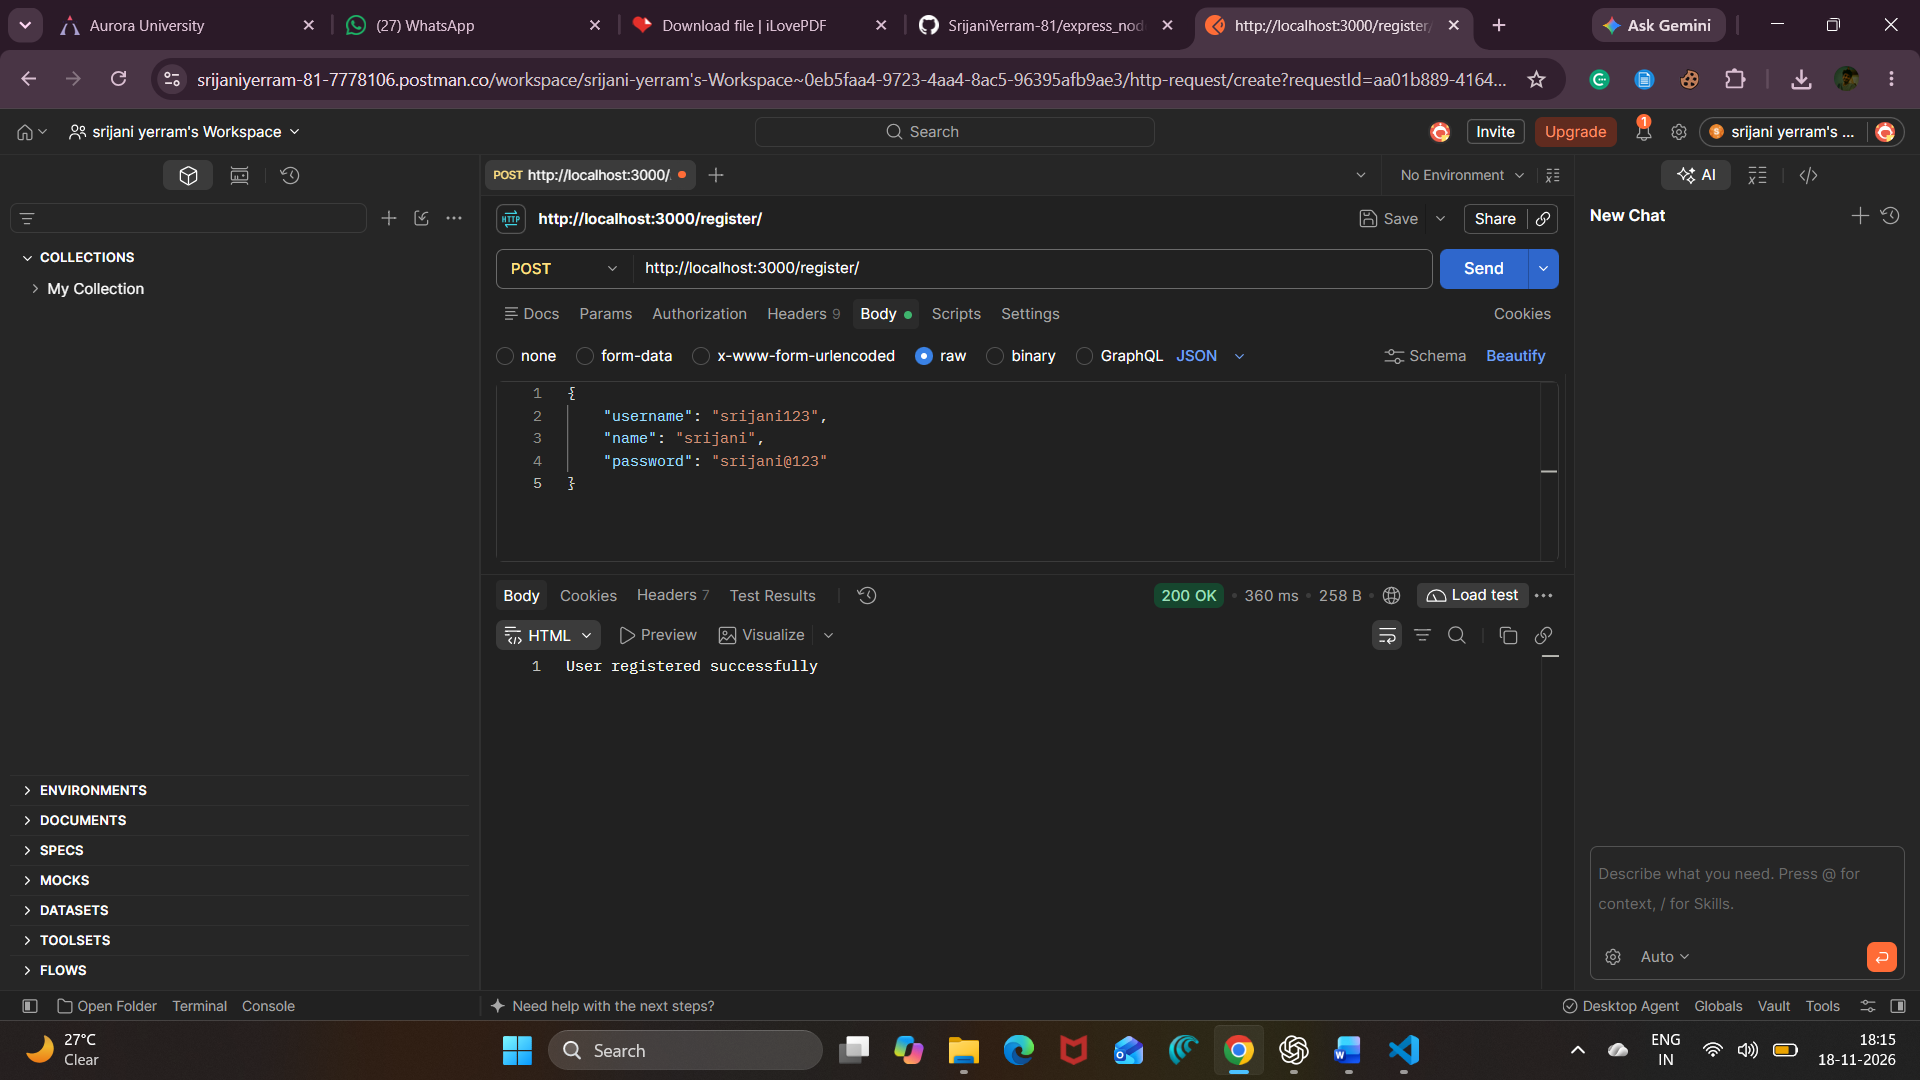 Aurora University
(27) WhatsApp
Download file | iLovePDF
SrijaniYerram-81/express_nod
http://localhost:3000/register/
Ask Gemini
srijaniyerram-81-7778106.postman.co/workspace/srijani-yerram's-Workspace~0eb5faa4-9723-4aa4-8ac5-96395afb9ae3/http-request/create?requestId=aa01b889-4164...
srijani yerram's Workspace
Search
Invite
Upgrade
1
srijani yerram's ...
POST http://localhost:3000/
No Environment
AI
http://localhost:3000/register/
Save
Share
New Chat
COLLECTIONS
My Collection
POST
http://localhost:3000/register/
Send
Docs
Params
Authorization
Headers 9
Body
Scripts
Settings
Cookies
none
form-data
x-www-form-urlencoded
raw
binary
GraphQL
JSON
Schema
Beautify
1 {
2 "username": "srijani123",
3 "name": "srijani",
4 "password": "srijani@123"
5 }
Body
Cookies
Headers 7
Test Results
200 OK
360 ms
258 B
Load test
HTML
Preview
Visualize
1 User registered successfully
ENVIRONMENTS
DOCUMENTS
SPECS
MOCKS
DATASETS
TOOLSETS
FLOWS
Describe what you need. Press @ for
context, / for Skills.
Auto
Open Folder
Terminal
Console
Need help with the next steps?
Desktop Agent
Globals
Vault
Tools
27°C
Clear
Search
ENG
IN
18:15
18-11-2026